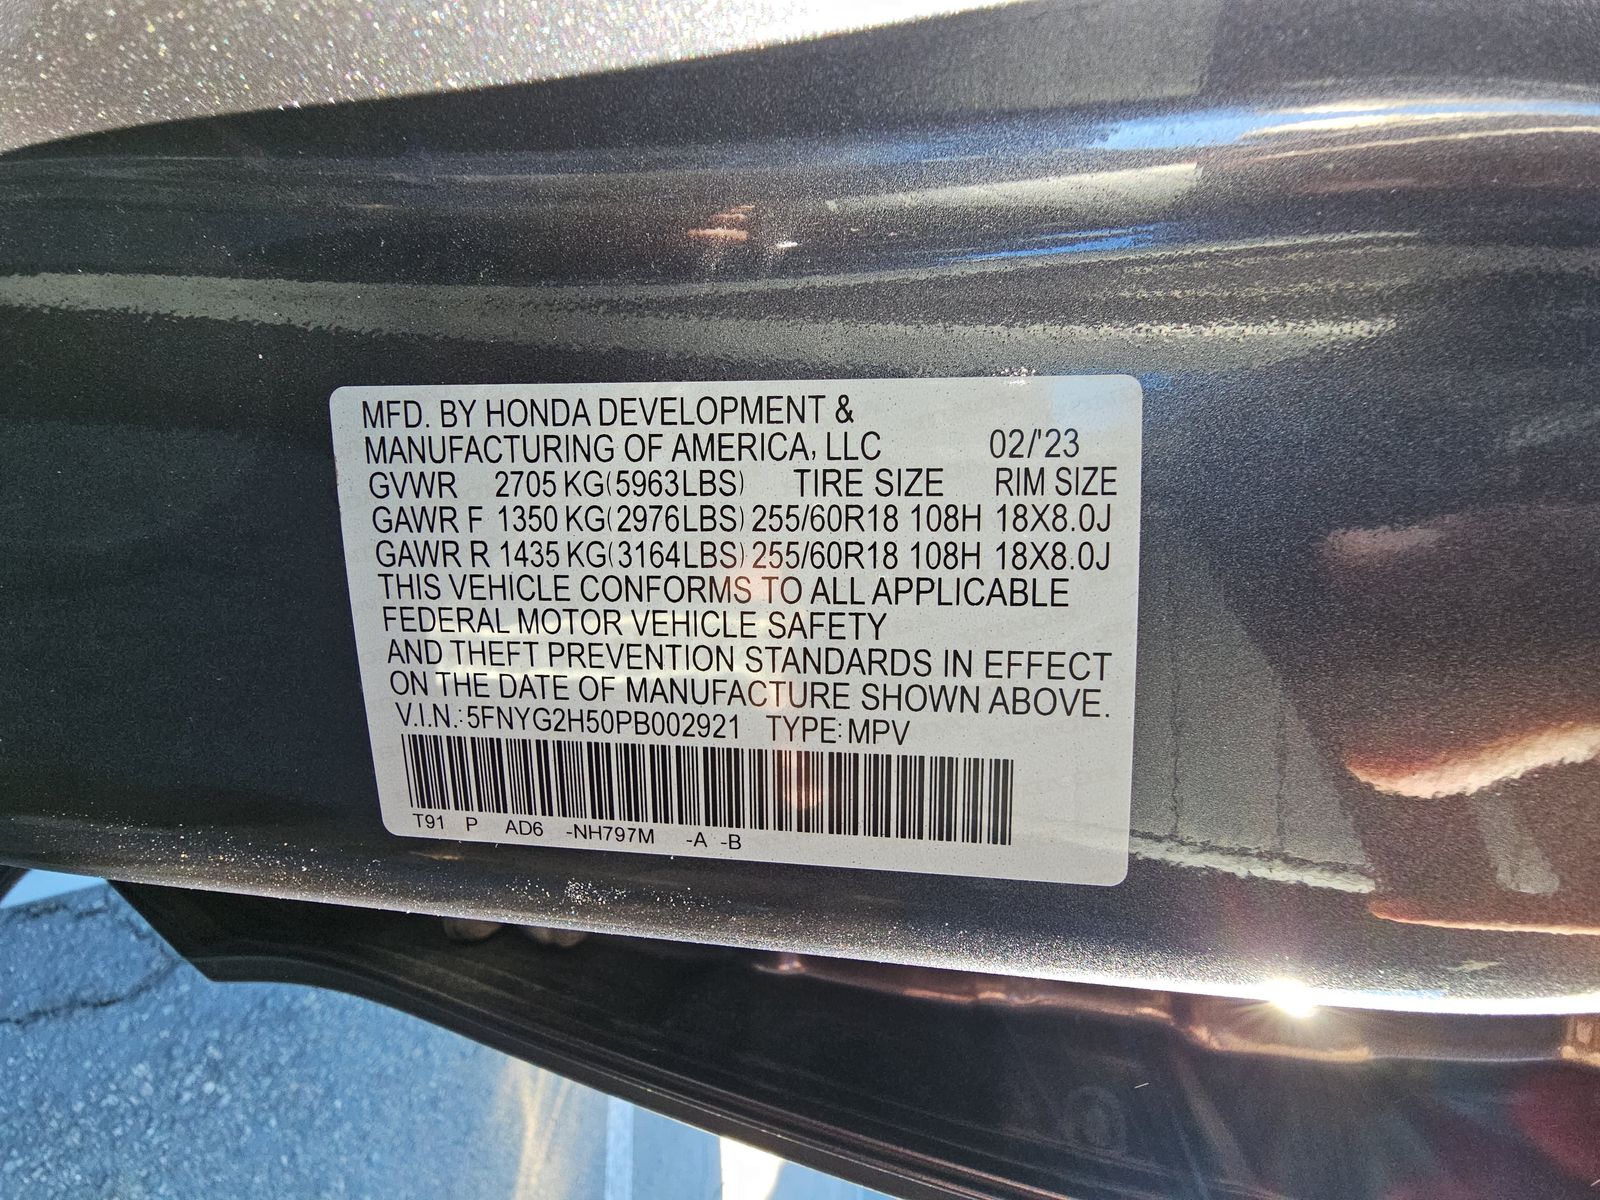 MFD. BY HONDA DEVELOPMENT &
MANUFACTURING OF AMERICA, LLC 02/'23
GVWR 2705 KG(5963LBS) TIRE SIZE RIM SIZE
GAWR F 1350 KG(2976LBS) 255/60R18 108H 18X8.0J
GAWR R 1435 KG(3164LBS) 255/60R18 108H 18X8.0J
THIS VEHICLE CONFORMS TO ALL APPLICABLE
FEDERAL MOTOR VEHICLE SAFETY
AND THEFT PREVENTION STANDARDS IN EFFECT
ON THE DATE OF MANUFACTURE SHOWN ABOVE.
V.I.N.: 5FNYG2H50PB002921 TYPE: MPV
T91 P AD6 -NH797M -A -B